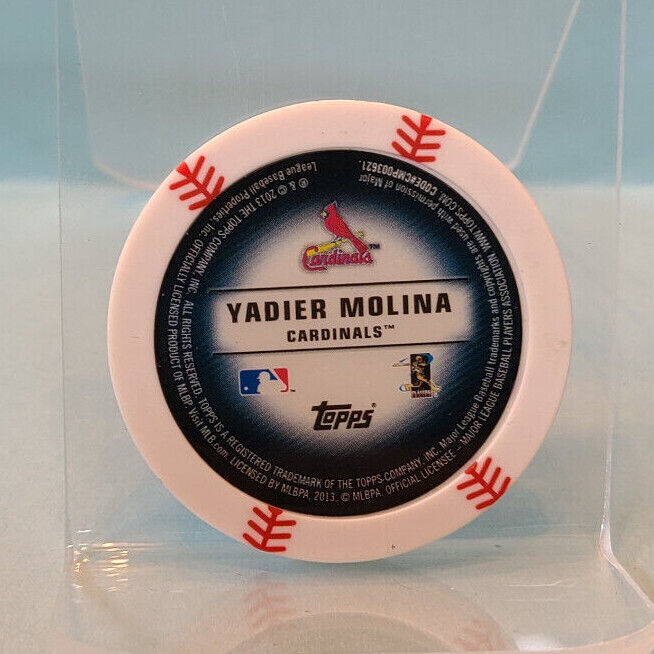 Cardinals™
YADIER MOLINA
CARDINALS™
topps®
® & © 2013 THE TOPPS COMPANY, INC. ALL RIGHTS RESERVED. TOPPS IS A REGISTERED TRADEMARK OF THE TOPPS COMPANY, INC. Major League Baseball trademarks and copyrights are used with permission of Major
League Baseball Properties, Inc. OFFICIALLY LICENSED PRODUCT OF MLBP. Visit MLB.com. LICENSED BY MLBPA, 2013. © MLBPA. OFFICIAL LICENSEE – MAJOR LEAGUE BASEBALL PLAYERS ASSOCIATION WWW.TOPPS.COM. CODE#CMP003621.